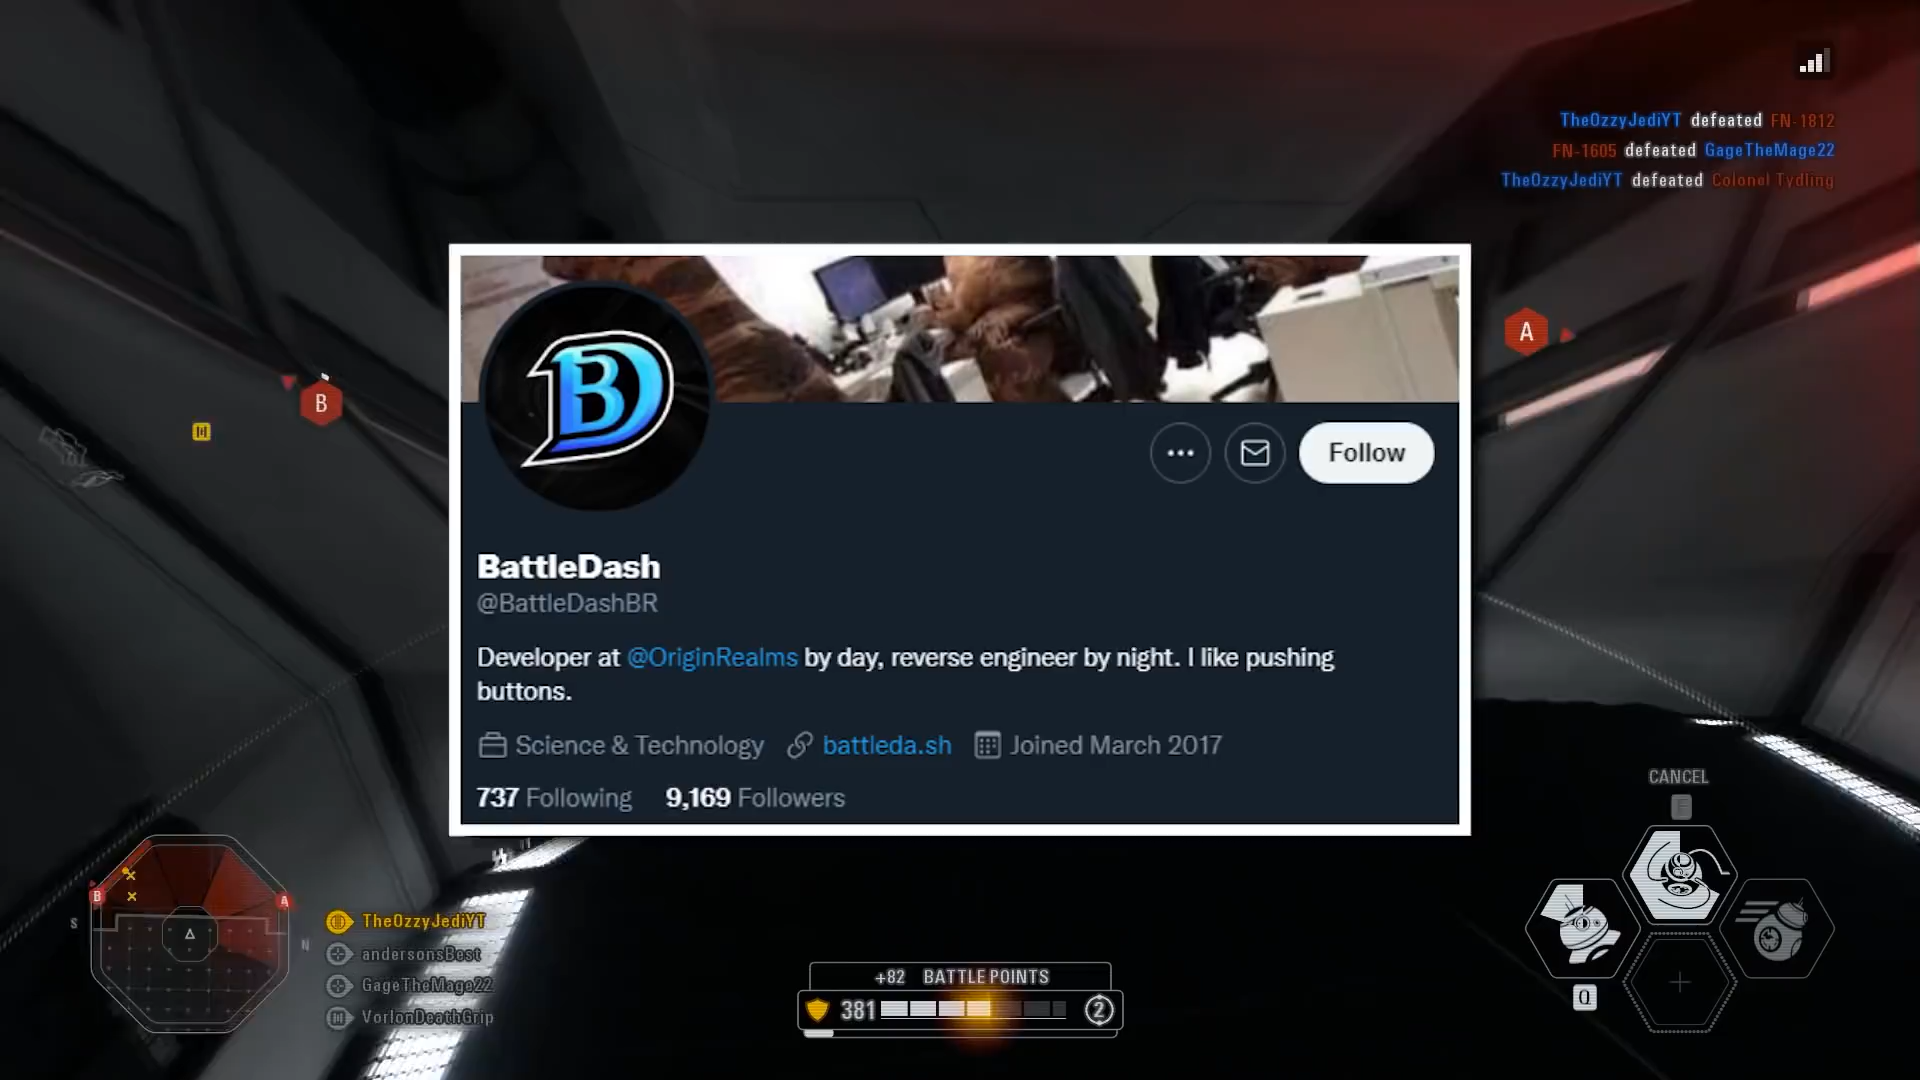 TheOzzyJediYT defeated FN-1812
FN-1605 defeated GageTheMage22
TheOzzyJediYT defeated Colonel Tydling
A
B
BD
Follow
BattleDash
@BattleDashBR
Developer at @OriginRealms by day, reverse engineer by night. I like pushing
buttons.
Science & Technology battleda.sh Joined March 2017
737 Following 9,169 Followers
CANCEL
E
B
A
S
N
TheOzzyJediYT
andersonsBest
GageTheMage22
VorlonDeathGrip
+82 BATTLE POINTS
381
2
Q